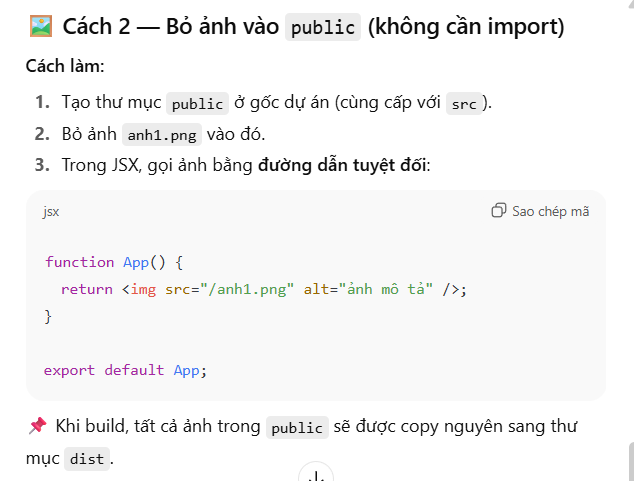 🖼️ Cách 2 — Bỏ ảnh vào public (không cần import)
Cách làm:
1. Tạo thư mục public ở gốc dự án (cùng cấp với src).
2. Bỏ ảnh anh1.png vào đó.
3. Trong JSX, gọi ảnh bằng đường dẫn tuyệt đối:
jsx Sao chép mã
function App() {
  return <img src="/anh1.png" alt="ảnh mô tả" />;
}
export default App;
📌 Khi build, tất cả ảnh trong public sẽ được copy nguyên sang thư
mục dist.